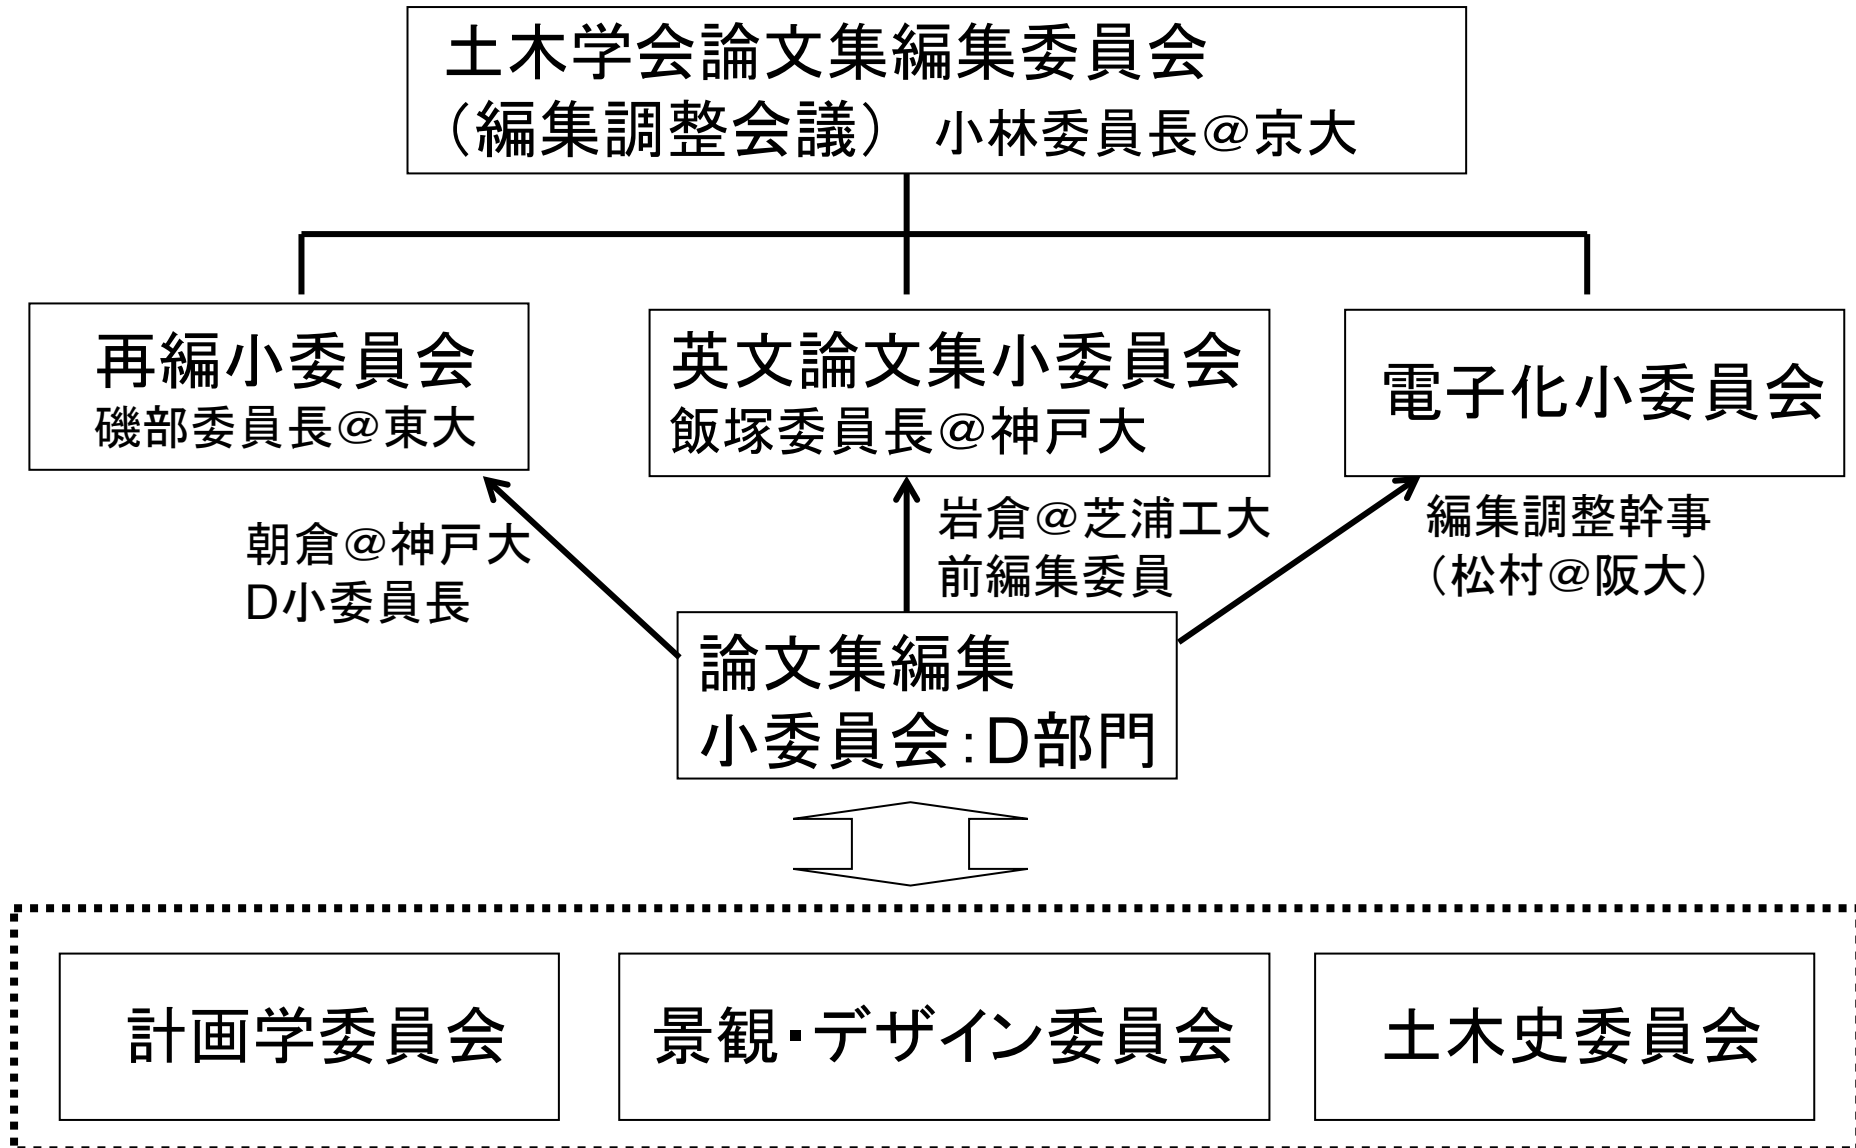 土木学会論文集編集委員会
（編集調整会議） 小林委員長@京大
再編小委員会
磯部委員長@東大
英文論文集小委員会
飯塚委員長@神戸大
電子化小委員会
朝倉@神戸大
D小委員長
岩倉@芝浦工大
前編集委員
編集調整幹事
（松村@阪大）
論文集編集
小委員会：D部門
計画学委員会
景観・デザイン委員会
土木史委員会